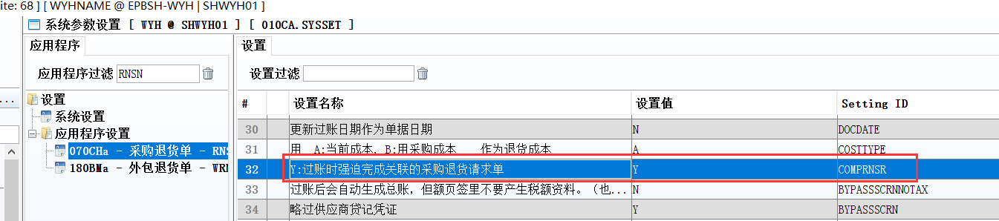 ite: 68 ] [ WYHNAME @ EPBSH-WYH | SHWYH01 ]
系统参数设置 [ WYH @ SHWYH01 ] [ 010CA.SYSSET ]
应用程序
设置
应用程序过滤 RNSN
设置过滤
设置
系统设置
应用程序设置
070CHa - 采购退货单 - RNS
180BMa - 外包退货单 - WR
...
# 设置名称 设置值 Setting ID
30 更新过账日期作为单据日期 N DOCDATE
31 用 A:当前成本, B:用采购成本 作为退货成本 A COSTTYPE
32 Y:过账时强迫完成关联的采购退货请求单 Y COMPRNSR
33 过账后会自动生成总账，但额页签里不要产生税额资料。（也... N BYPASSSCRNNOTAX
34 略过供应商贷记凭证 Y BYPASSSCRN